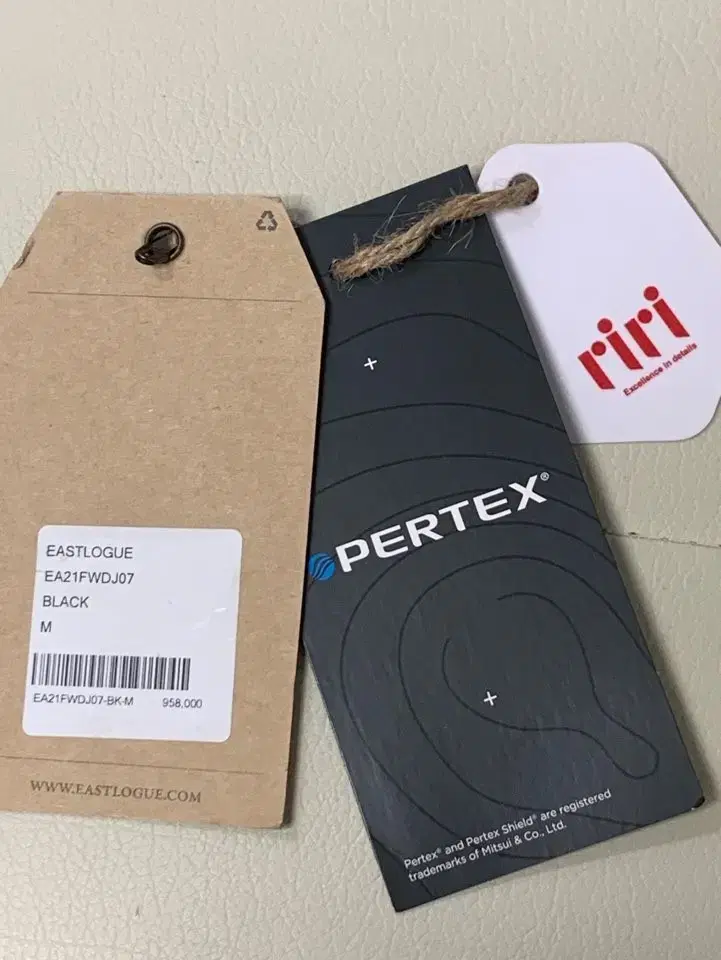 EASTLOGUE
EA21FWDJ07
BLACK
M
EA21FWDJ07-BK-M 958,000
WWW.EASTLOGUE.COM
PERTEX®
Pertex® and Pertex Shield® are registered
trademarks of Mitsui & Co., Ltd.
riri
Excellence in details